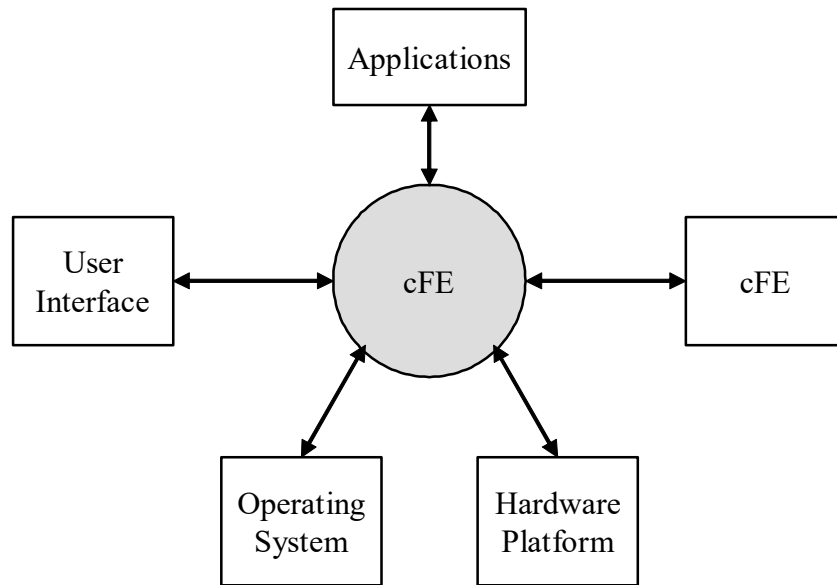 Applications
User
Interface
cFE
cFE
Operating
System
Hardware
Platform